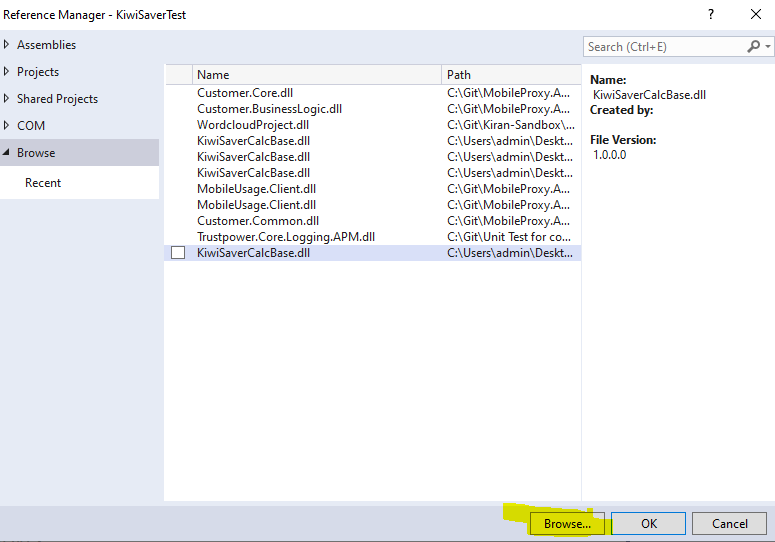 Reference Manager - KiwiSaverTest
? 
Assemblies
Projects
Shared Projects
COM
Browse
Recent
Search (Ctrl+E)
Name Path
Customer.Core.dll C:\Git\MobileProxy.A...
Customer.BusinessLogic.dll C:\Git\MobileProxy.A...
WordcloudProject.dll C:\Git\Kiran-Sandbox\...
KiwiSaverCalcBase.dll C:\Users\admin\Deskt...
KiwiSaverCalcBase.dll C:\Users\admin\Deskt...
KiwiSaverCalcBase.dll C:\Users\admin\Deskt...
MobileUsage.Client.dll C:\Git\MobileProxy.A...
MobileUsage.Client.dll C:\Git\MobileProxy.A...
Customer.Common.dll C:\Git\MobileProxy.A...
Trustpower.Core.Logging.APM.dll C:\Git\Unit Test for co...
KiwiSaverCalcBase.dll C:\Users\admin\Deskt...
Name:
KiwiSaverCalcBase.dll
Created by:
File Version:
1.0.0.0
Browse... OK Cancel